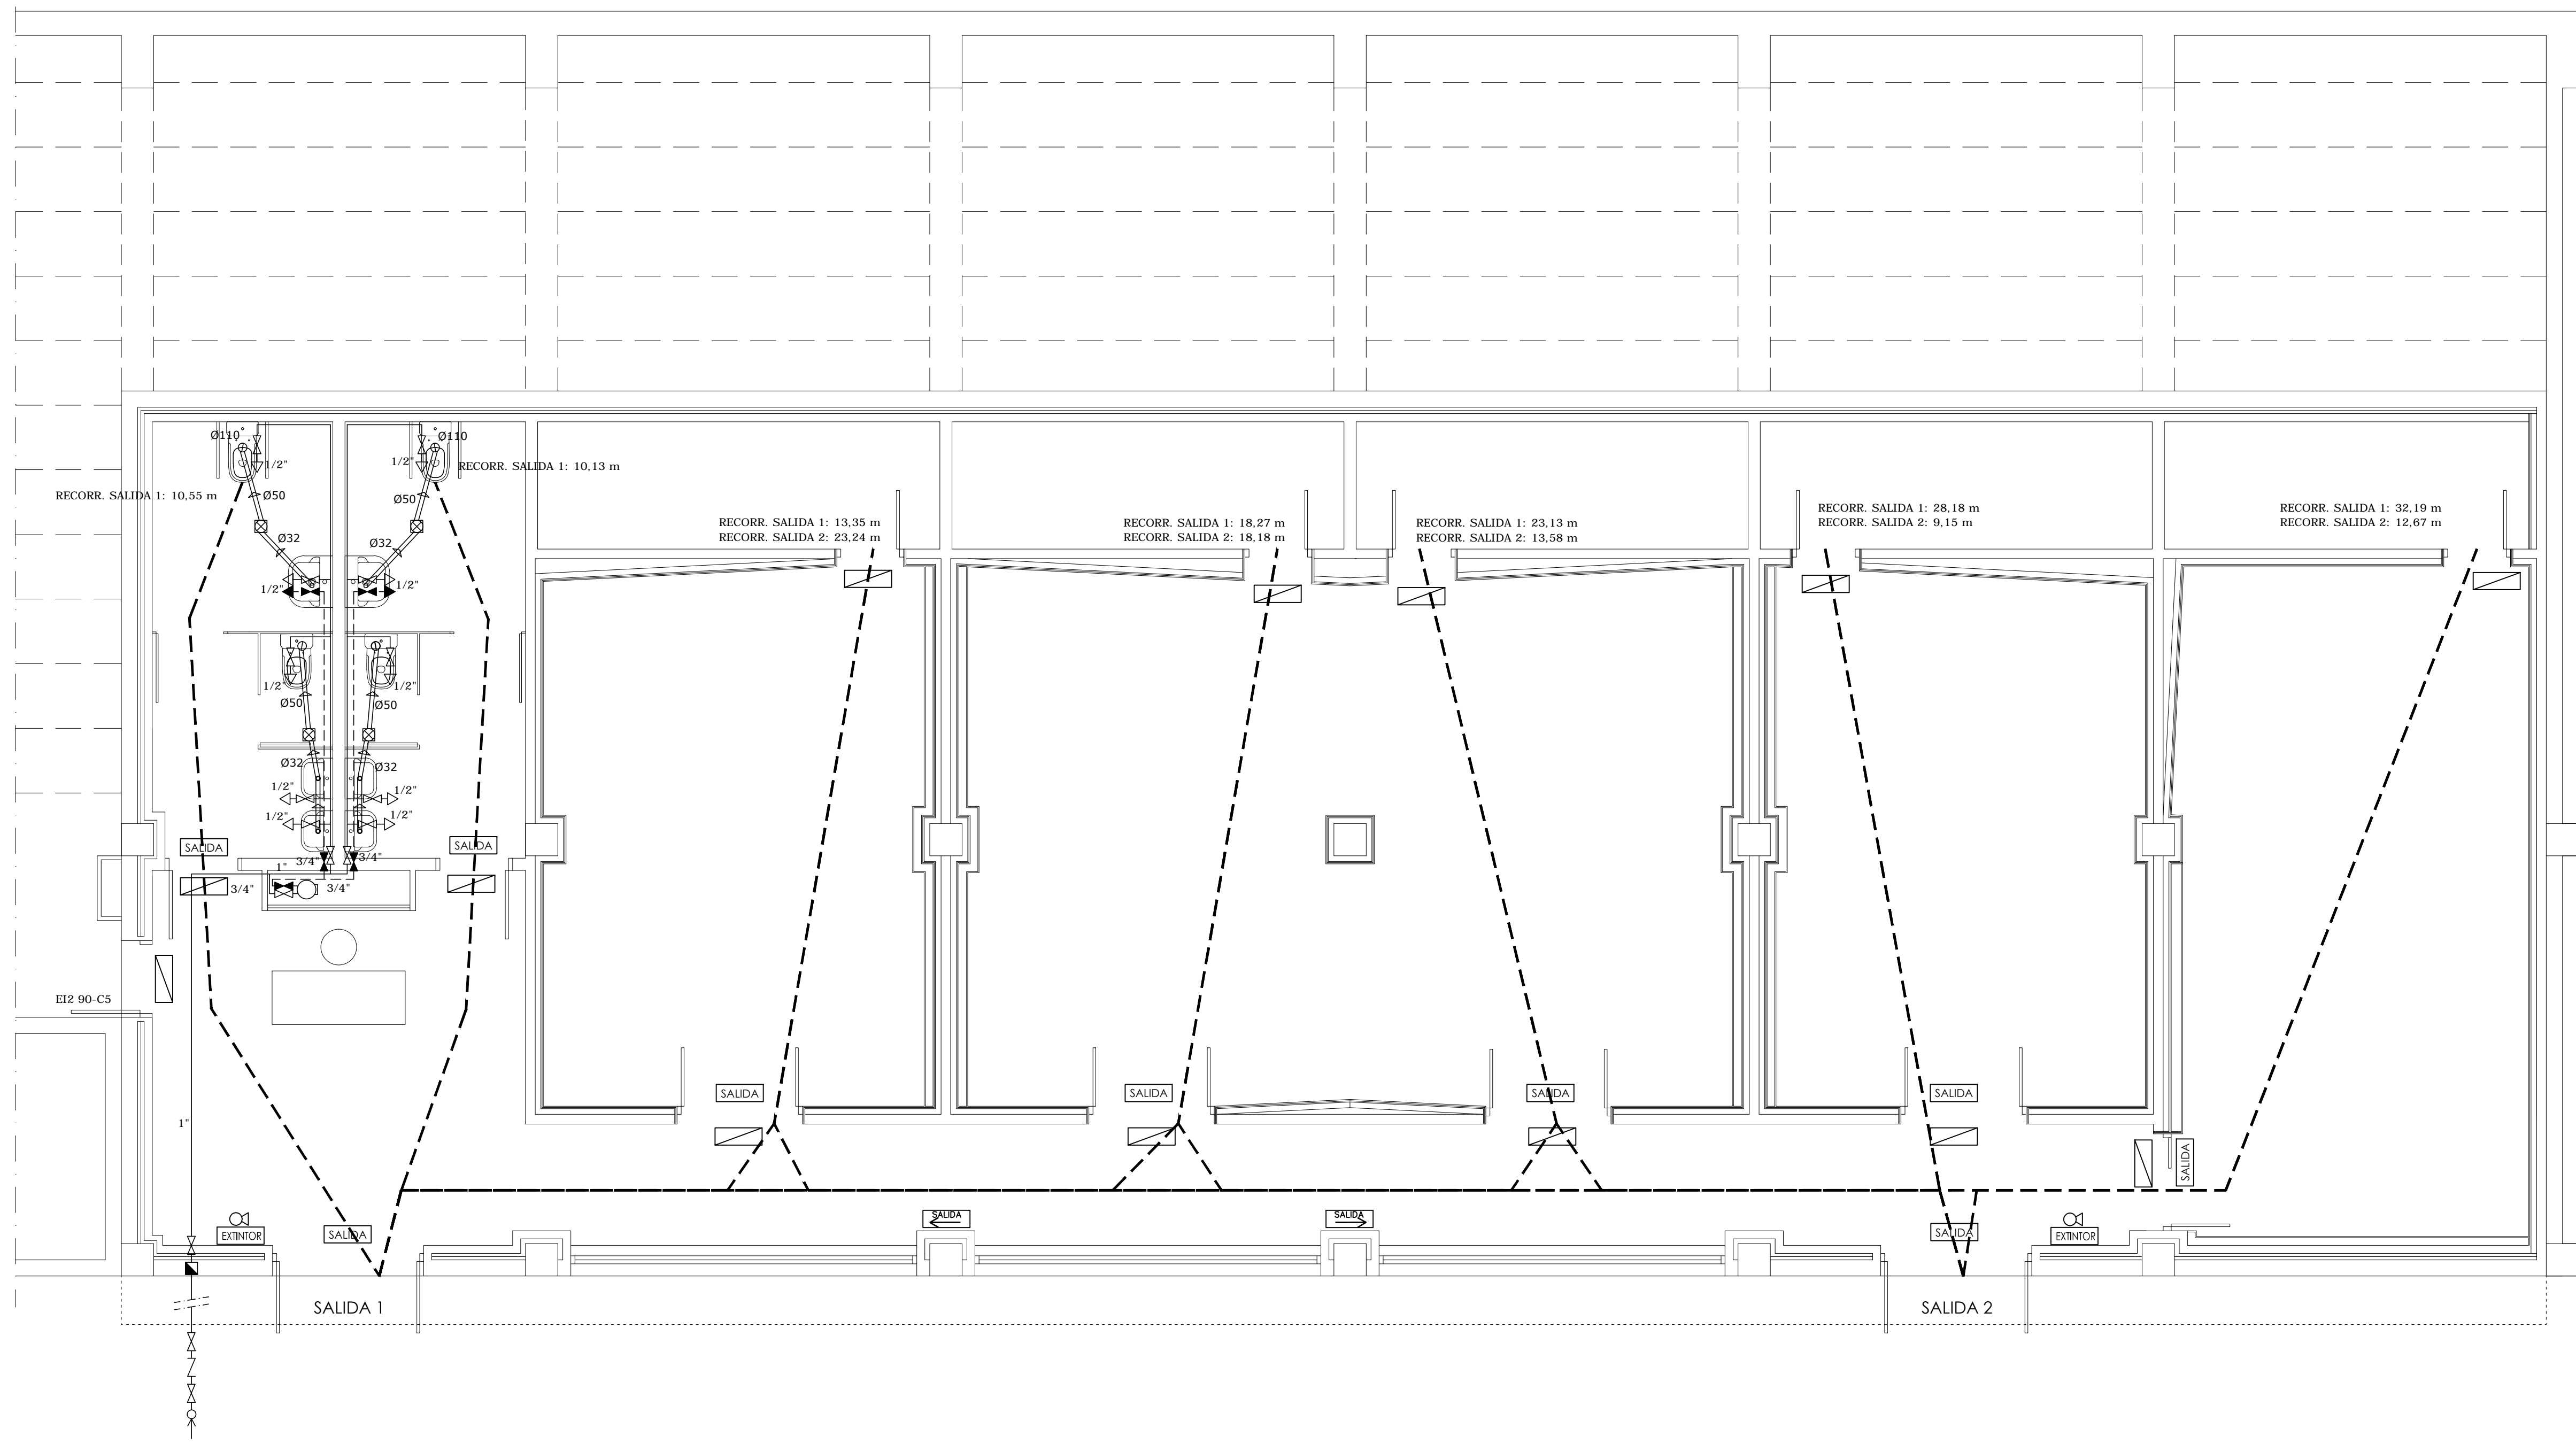 Ø110
Ø110
1/2"
1/2"
RECORR. SALIDA 1: 10,13 m
RECORR. SALIDA 1: 10,55 m
Ø50
Ø50
RECORR. SALIDA 1: 13,35 m
RECORR. SALIDA 2: 23,24 m
RECORR. SALIDA 1: 18,27 m
RECORR. SALIDA 2: 18,18 m
RECORR. SALIDA 1: 23,13 m
RECORR. SALIDA 2: 13,58 m
RECORR. SALIDA 1: 28,18 m
RECORR. SALIDA 2: 9,15 m
RECORR. SALIDA 1: 32,19 m
RECORR. SALIDA 2: 12,67 m
Ø32
Ø32
1/2"
1/2"
1/2"
1/2"
Ø50
Ø50
Ø32
Ø32
1/2"
1/2"
1/2"
1/2"
SALIDA
SALIDA
1"
3/4"
3/4"
3/4"
3/4"
EI2 90-C5
1"
SALIDA
SALIDA
SALIDA
SALIDA
SALIDA
EXTINTOR
SALIDA
SALIDA
SALIDA
SALIDA
EXTINTOR
SALIDA 1
SALIDA 2